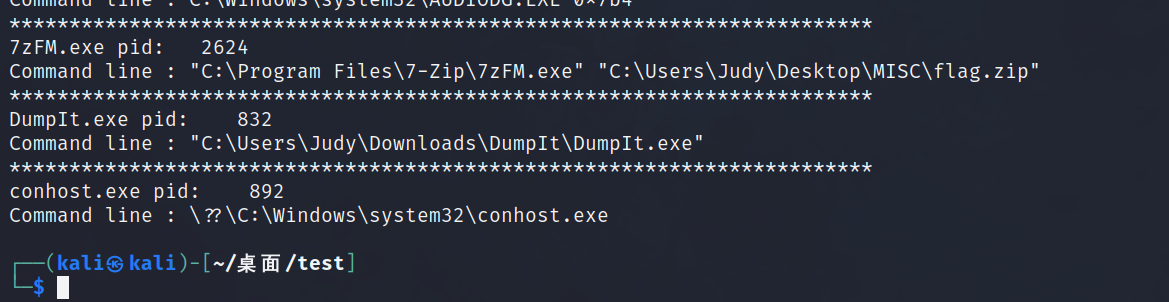 Command line : C:\Windows\system32\AUDIODG.EXE 0x7b4
************************************************************************
7zFM.exe pid:   2624
Command line : "C:\Program Files\7-Zip\7zFM.exe" "C:\Users\Judy\Desktop\MISC\flag.zip"
************************************************************************
DumpIt.exe pid:    832
Command line : "C:\Users\Judy\Downloads\DumpIt\DumpIt.exe"
************************************************************************
conhost.exe pid:    892
Command line : \??\C:\Windows\system32\conhost.exe
┌──(kali㉿kali)-[~/桌面/test]
└─$